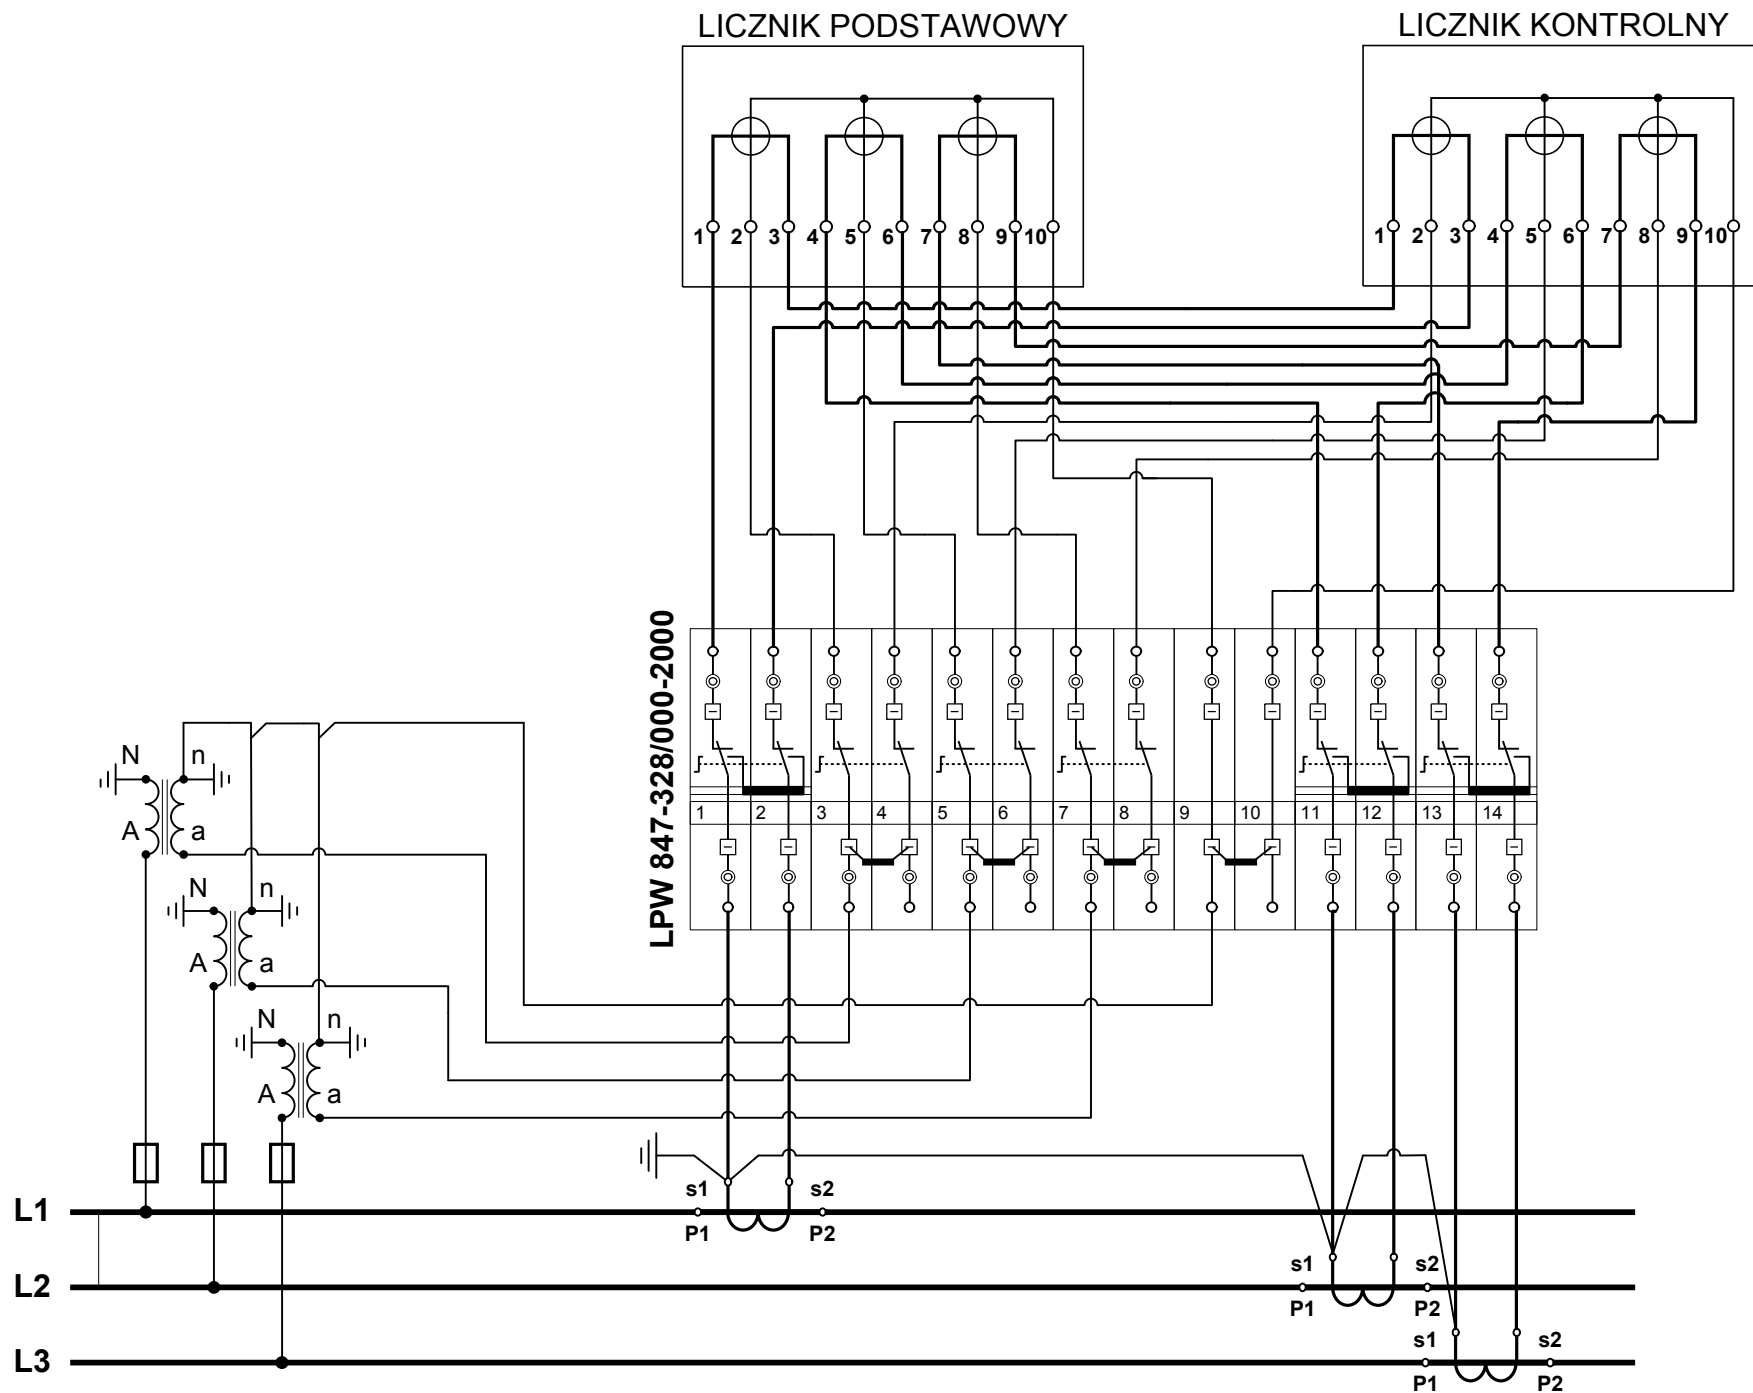 LICZNIK PODSTAWOWY
LICZNIK KONTROLNY
1 2 3 4 5 6 7 8 9 10
1 2 3 4 5 6 7 8 9 10
LPW 847-328/000-2000
1 2 3 4 5 6 7 8 9 10 11 12 13 14
N n
A a
N n
A a
N n
A a
s1 s2
L1
P1 P2
s1 s2
L2
P1 P2
s1 s2
L3
P1 P2